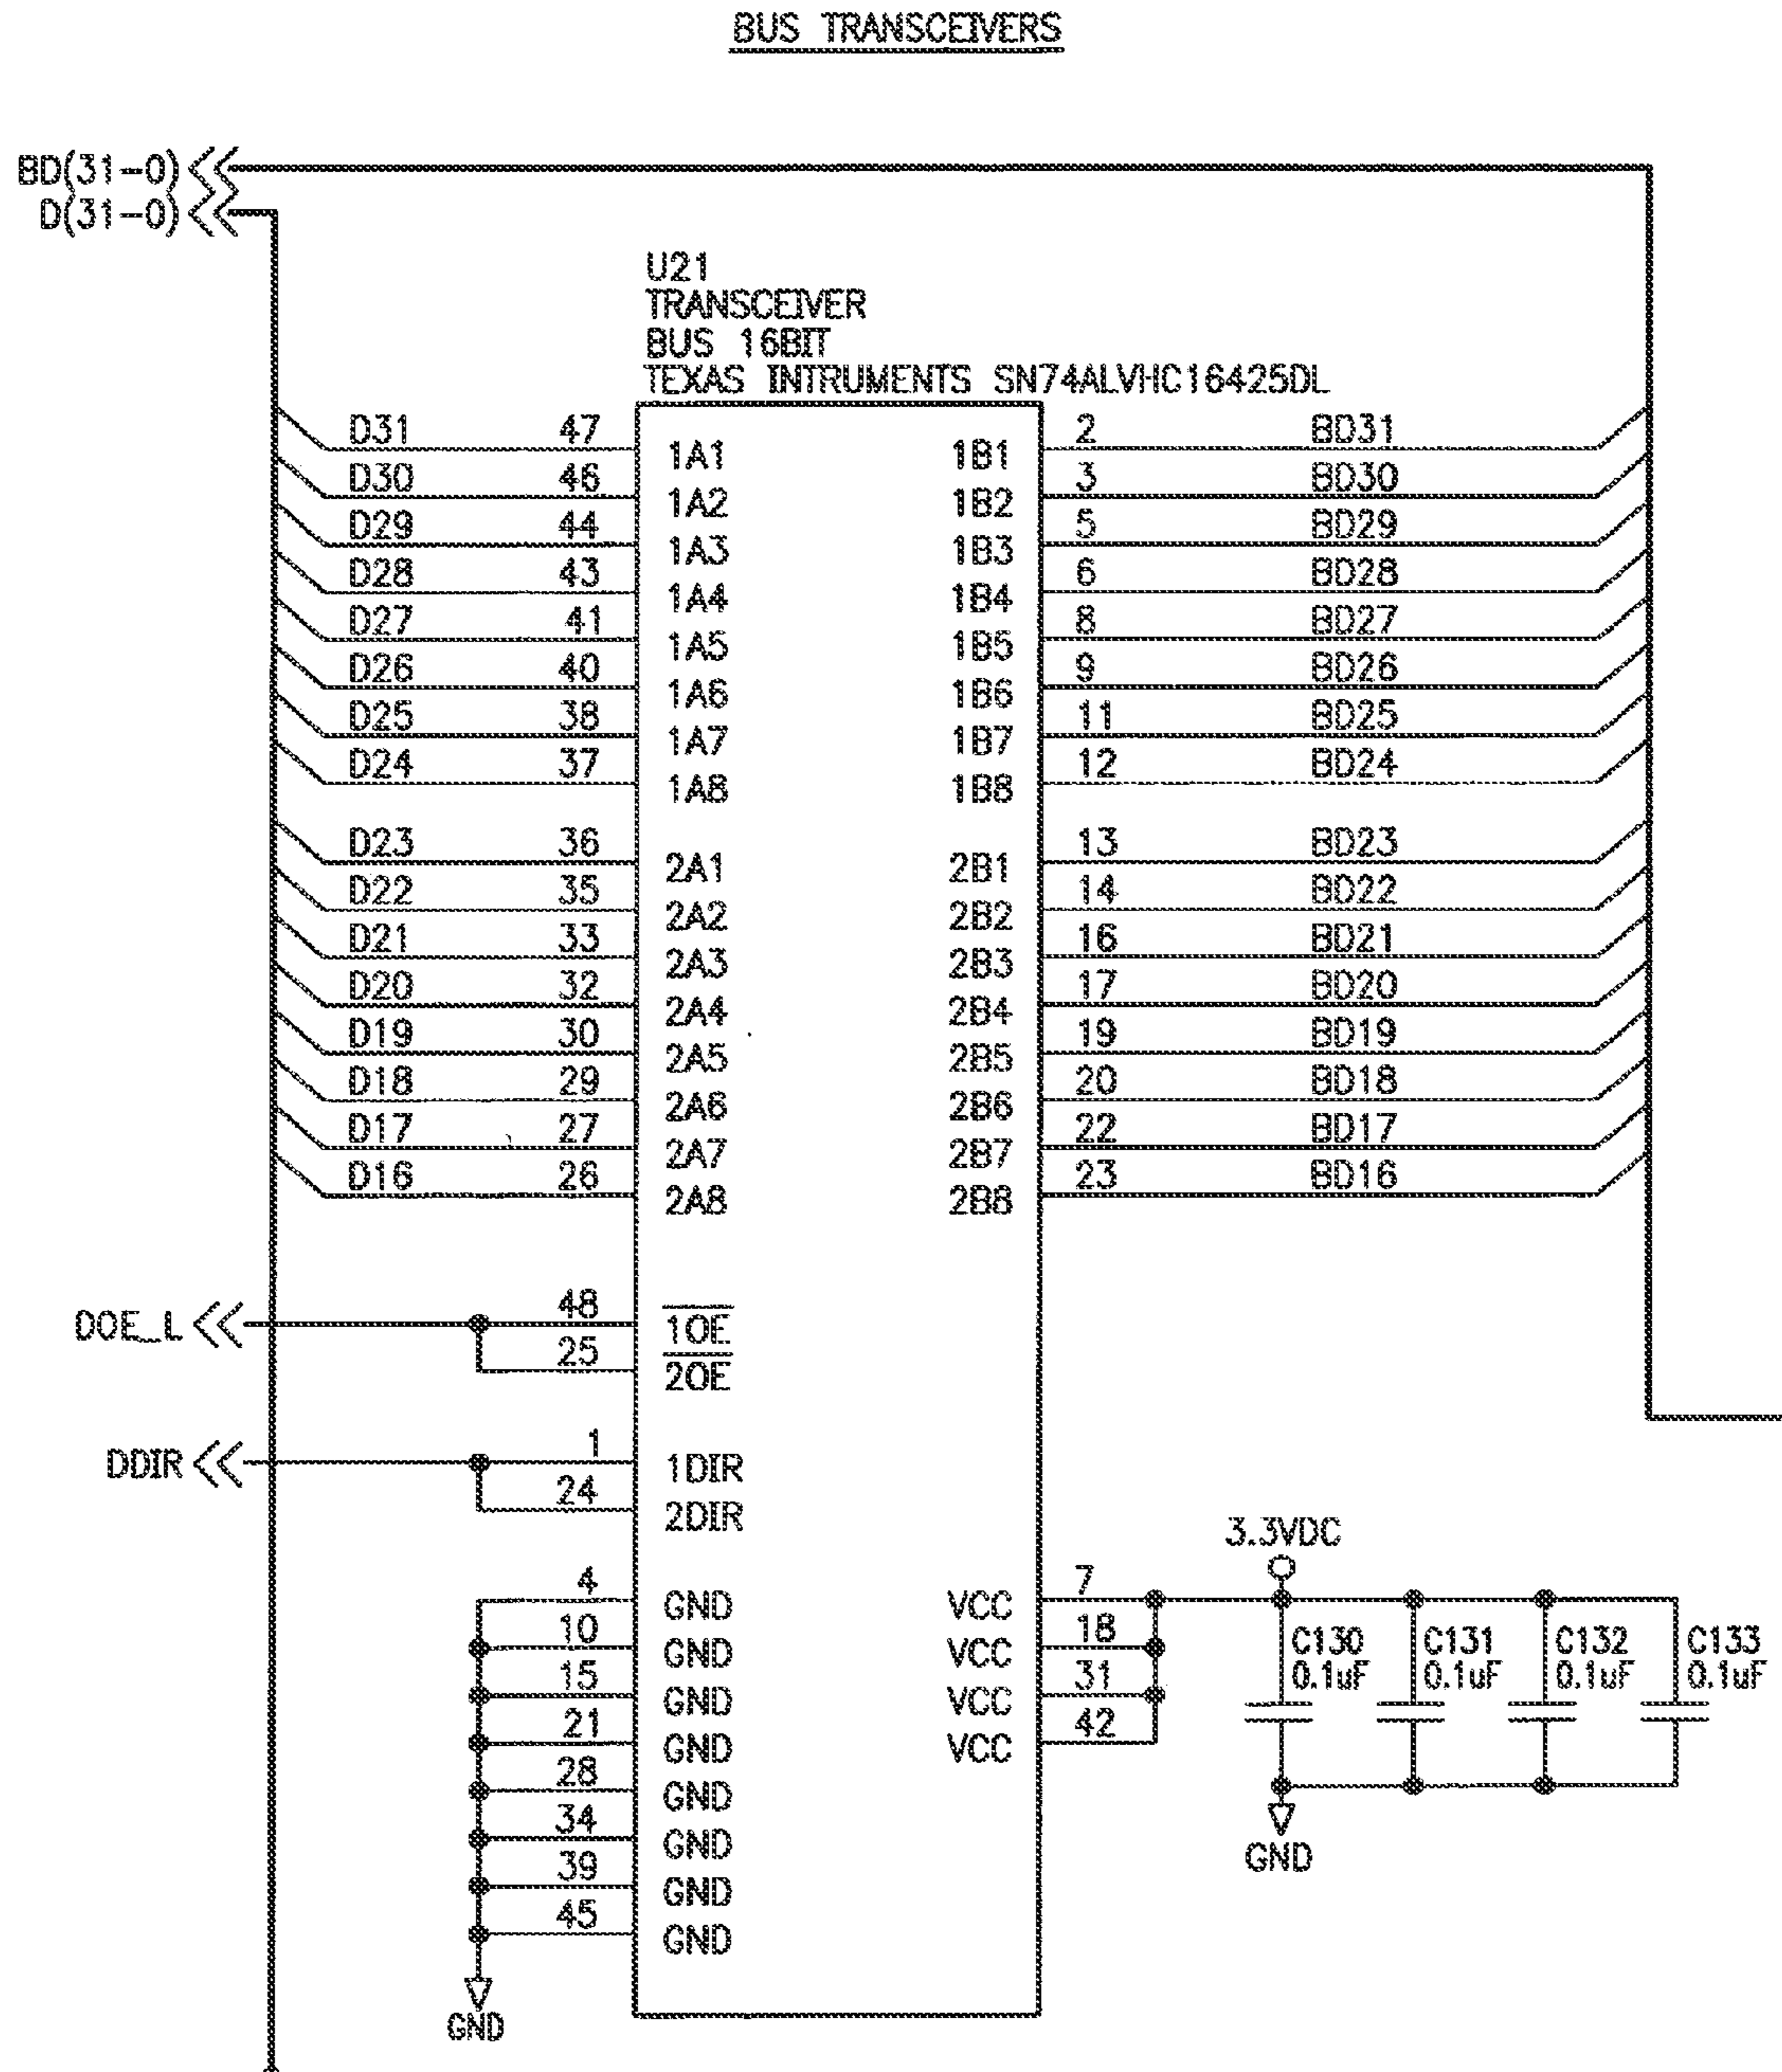 BUS TRANSCEIVERS
BD(31-0)
D(31-0)
U21
TRANSCEIVER
BUS 16BIT
TEXAS INTRUMENTS SN74ALVHC16425DL
D31 47 1A1 1B1 2 BD31
D30 46 1A2 1B2 3 BD30
D29 44 1A3 1B3 5 BD29
D28 43 1A4 1B4 6 BD28
D27 41 1A5 1B5 8 BD27
D26 40 1A6 1B6 9 BD26
D25 38 1A7 1B7 11 BD25
D24 37 1A8 1B8 12 BD24
D23 36 2A1 2B1 13 BD23
D22 35 2A2 2B2 14 BD22
D21 33 2A3 2B3 16 BD21
D20 32 2A4 2B4 17 BD20
D19 30 2A5 2B5 19 BD19
D18 29 2A6 2B6 20 BD18
D17 27 2A7 2B7 22 BD17
D16 26 2A8 2B8 23 BD16
DOE_L 48 1OE
25 2OE
DDIR 1 1DIR
24 2DIR
3.3VDC
4 GND VCC 7
10 GND VCC 18
15 GND VCC 31
21 GND VCC 42
28 GND
34 GND
39 GND
45 GND
C130 C131 C132 C133
0.1uF 0.1uF 0.1uF 0.1uF
GND
GND